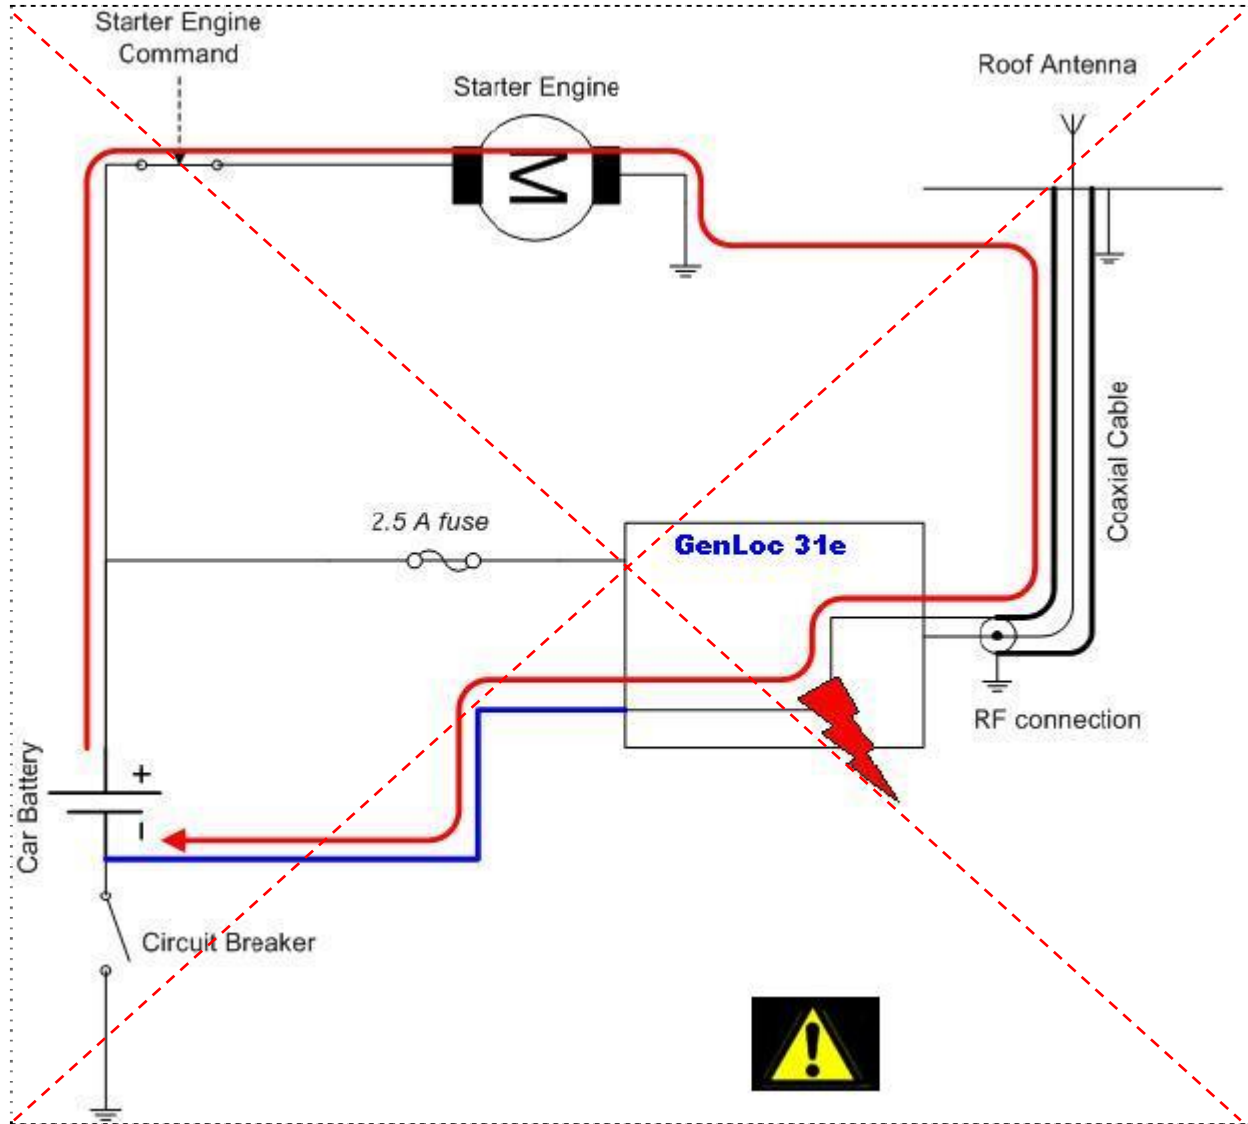 Starter Engine
Command
Starter Engine
M
Roof Antenna
Coaxial Cable
2.5 A fuse
GenLoc 31e
RF connection
Car Battery
+
–
Circuit Breaker
!